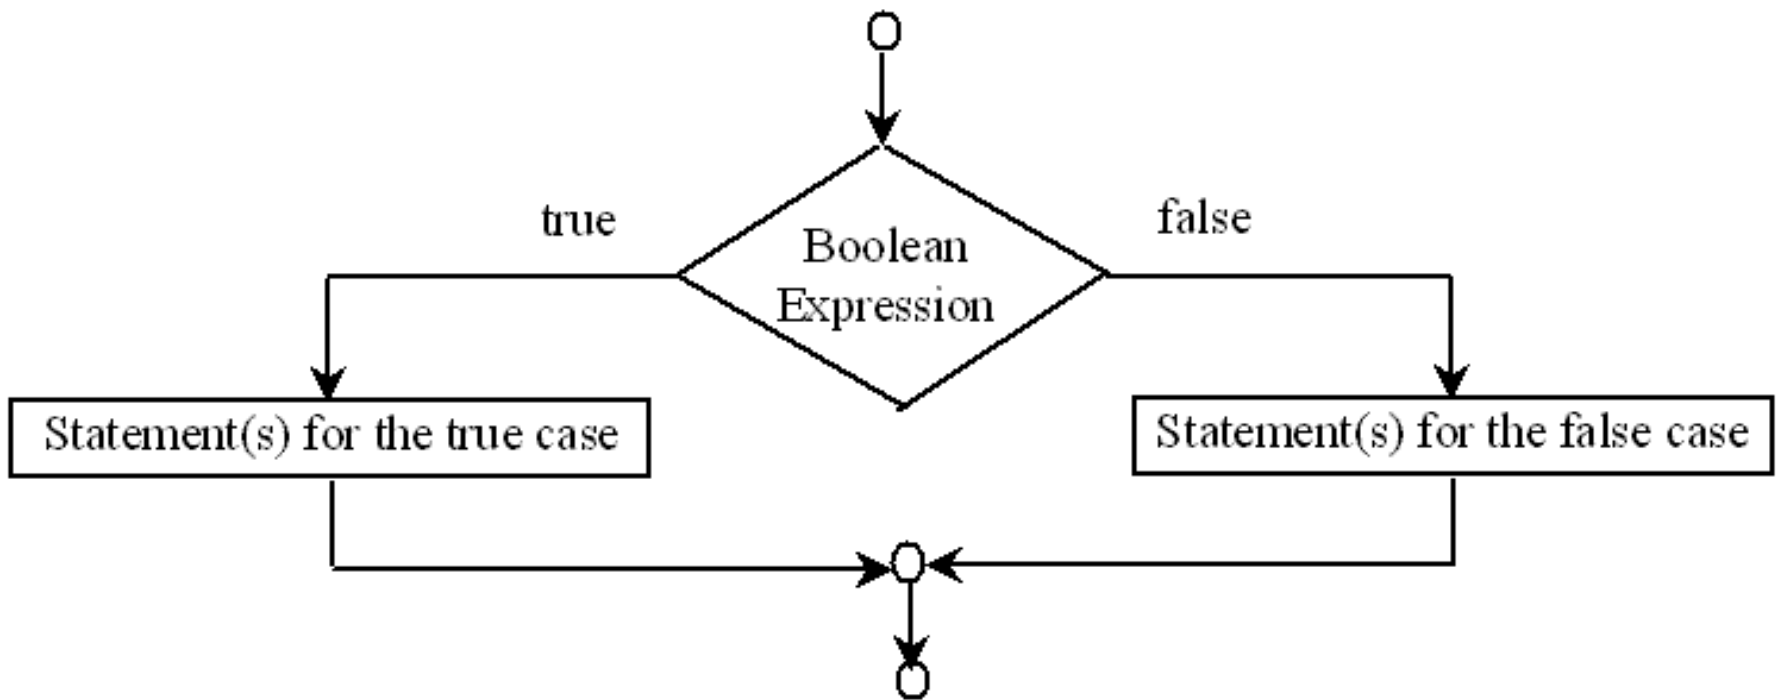 true
false
Boolean
Expression
Statement(s) for the true case
Statement(s) for the false case